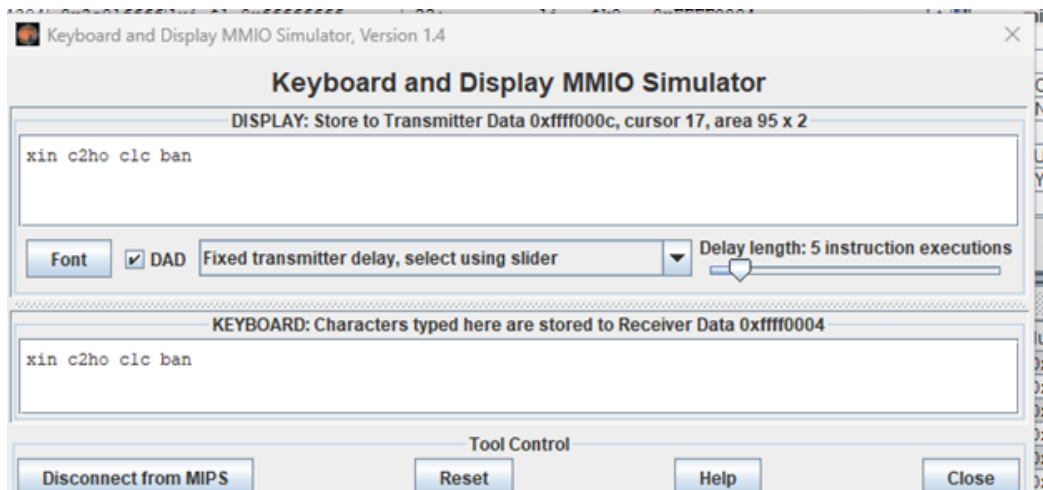 Keyboard and Display MMIO Simulator, Version 1.4
Keyboard and Display MMIO Simulator
DISPLAY: Store to Transmitter Data 0xffff000c, cursor 17, area 95 x 2
xin c2ho clc ban
Font
DAD
Fixed transmitter delay, select using slider
Delay length: 5 instruction executions
KEYBOARD: Characters typed here are stored to Receiver Data 0xffff0004
xin c2ho clc ban
Tool Control
Disconnect from MIPS
Reset
Help
Close